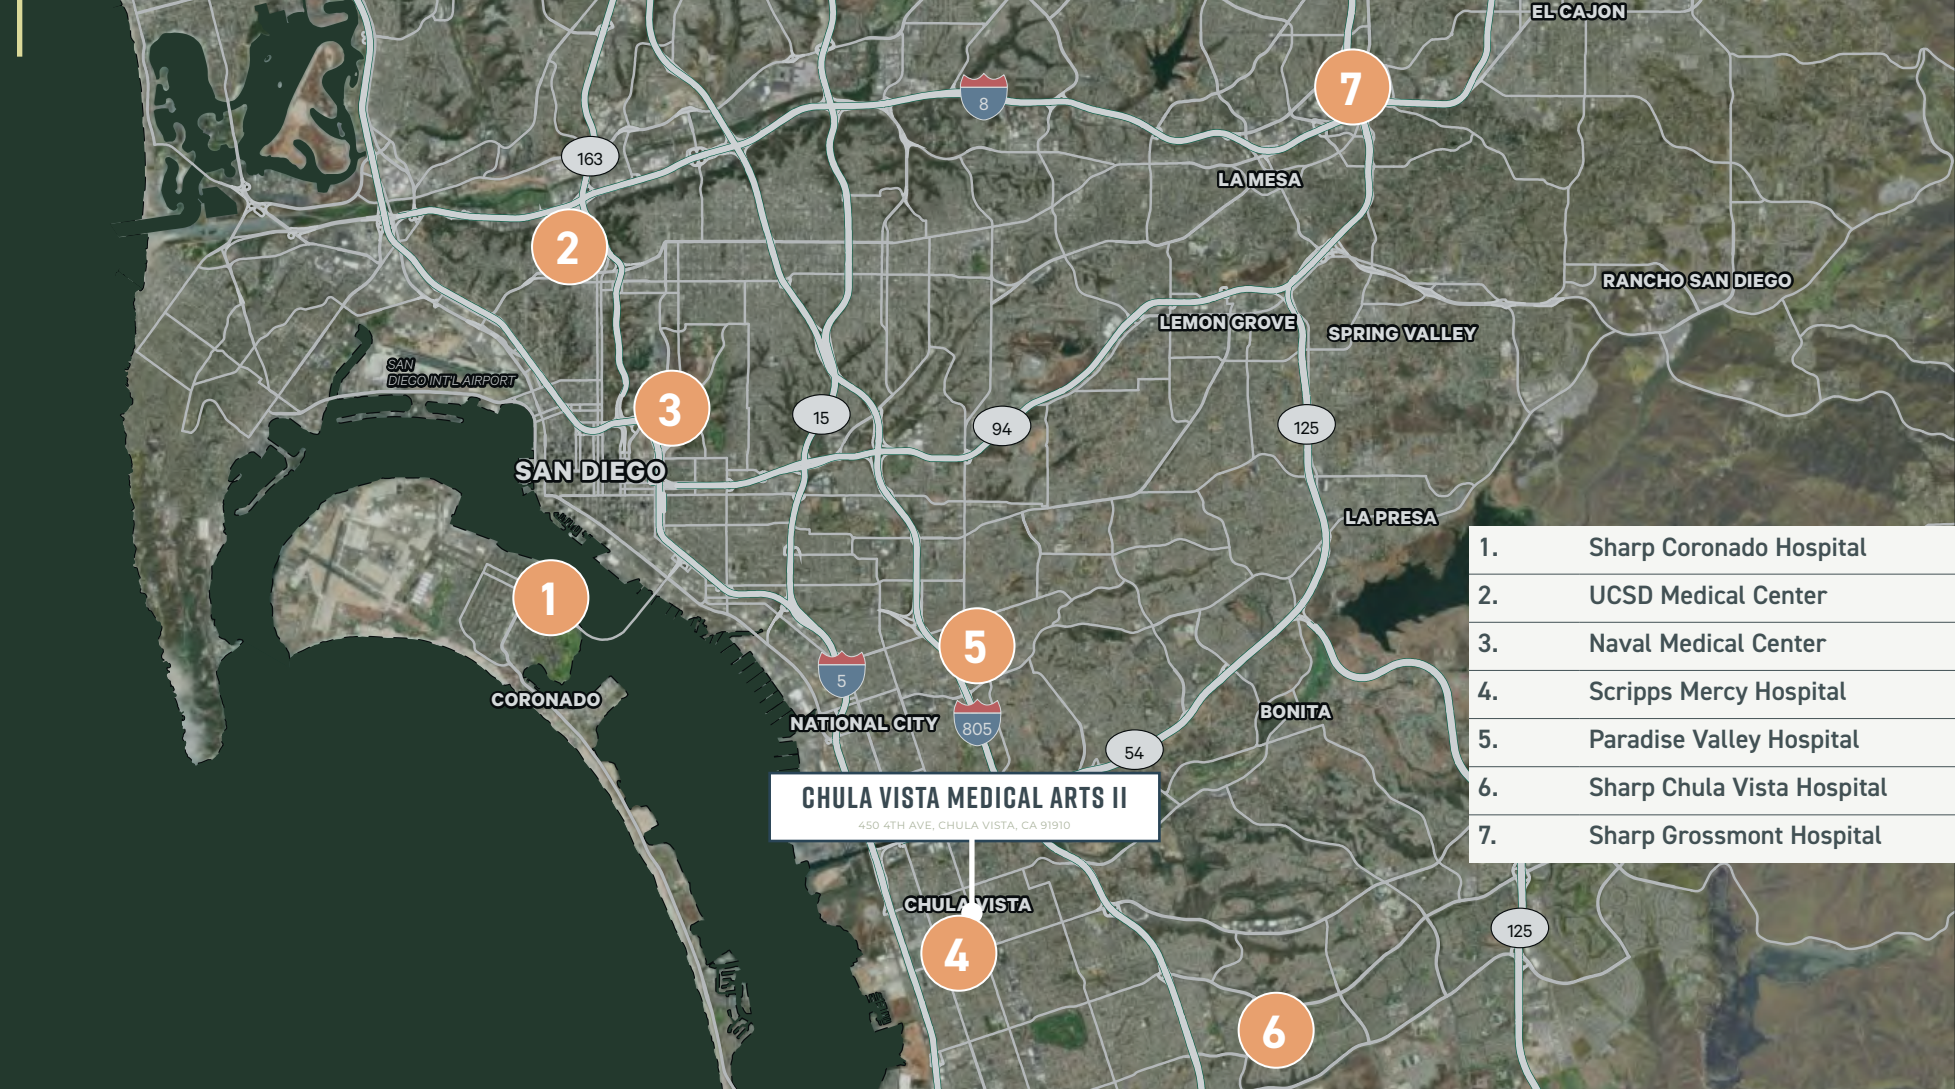 EL CAJON
7
8
163
LA MESA
2
RANCHO SAN DIEGO
LEMON GROVE
SPRING VALLEY
SAN
DIEGO INT'L AIRPORT
3
15
94
125
SAN DIEGO
LA PRESA
1
5
5
CORONADO
NATIONAL CITY
805
BONITA
54
CHULA VISTA MEDICAL ARTS II
450 4TH AVE, CHULA VISTA, CA 91910
CHULA VISTA
4
125
6
1. Sharp Coronado Hospital
2. UCSD Medical Center
3. Naval Medical Center
4. Scripps Mercy Hospital
5. Paradise Valley Hospital
6. Sharp Chula Vista Hospital
7. Sharp Grossmont Hospital